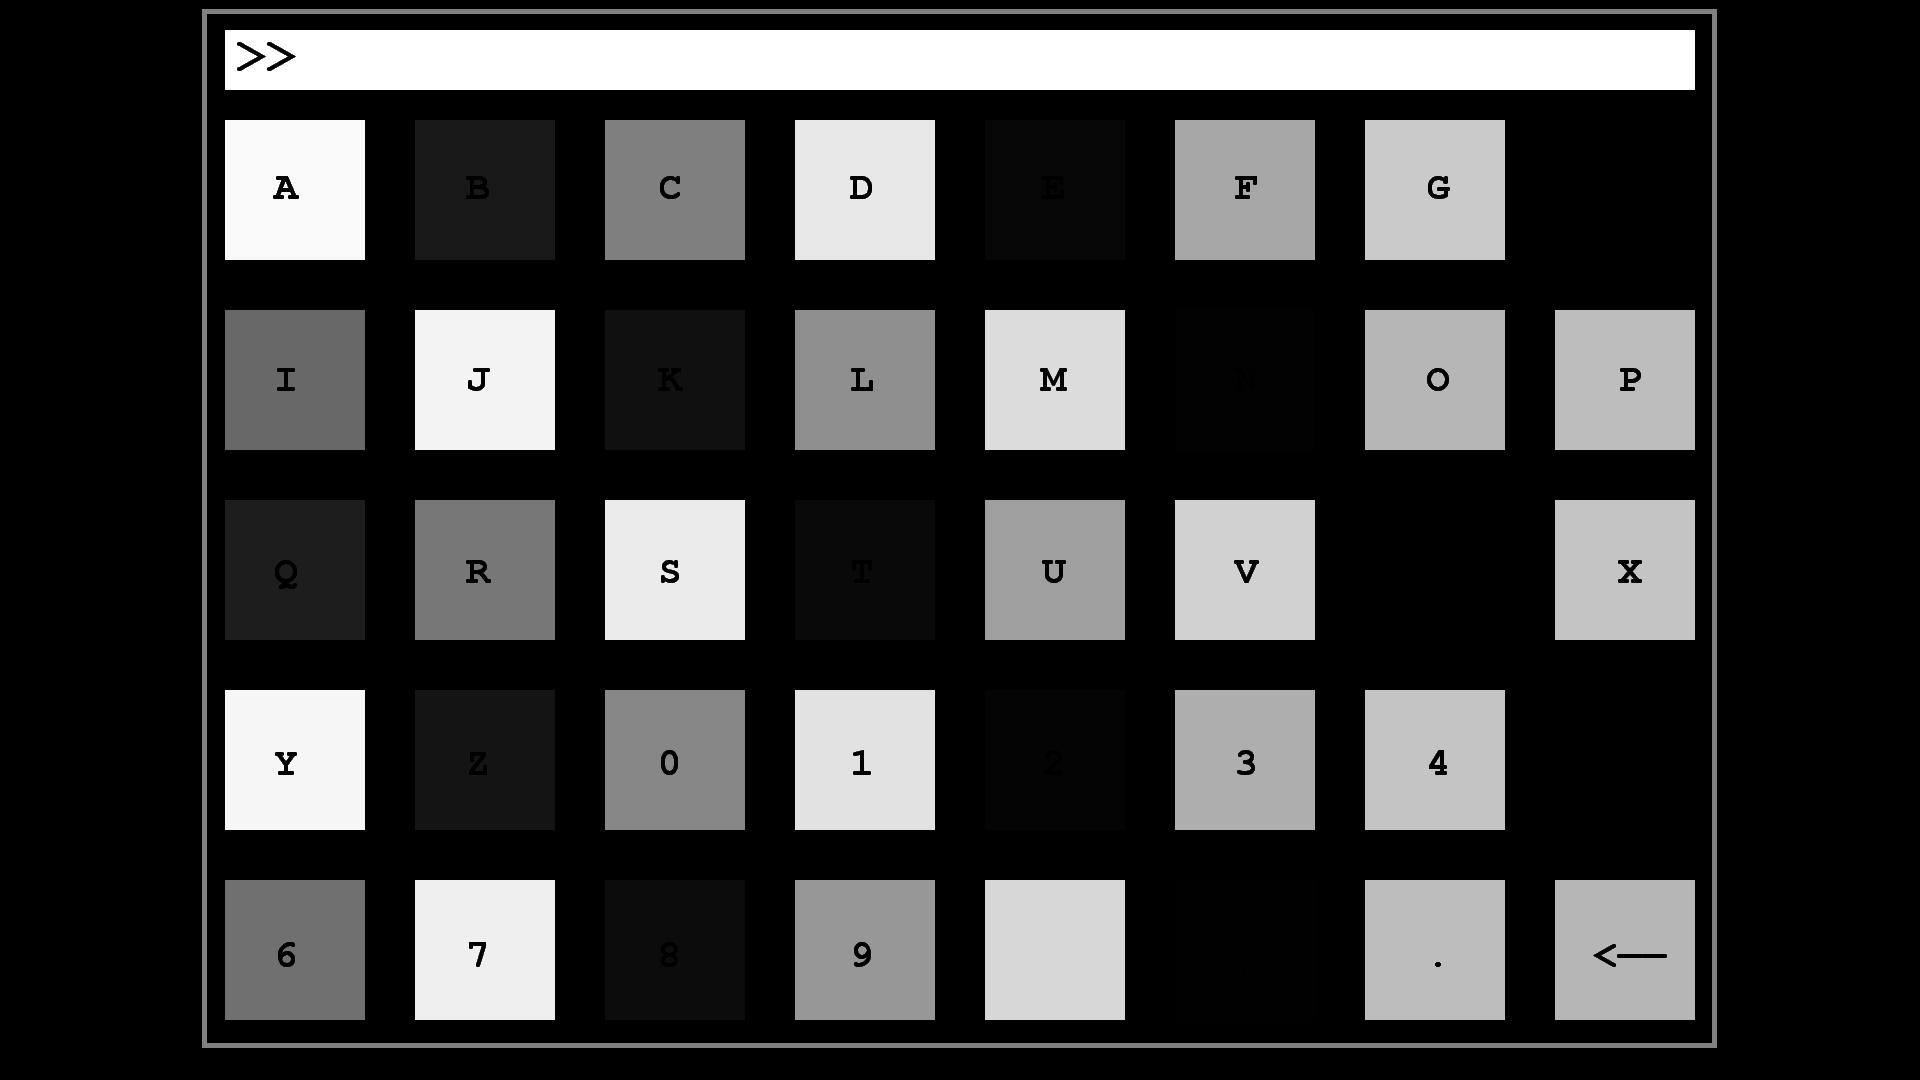 >>
A B C D E F G
I J K L M N O P
Q R S T U V X
Y Z 0 1 2 3 4
6 7 8 9 . <—